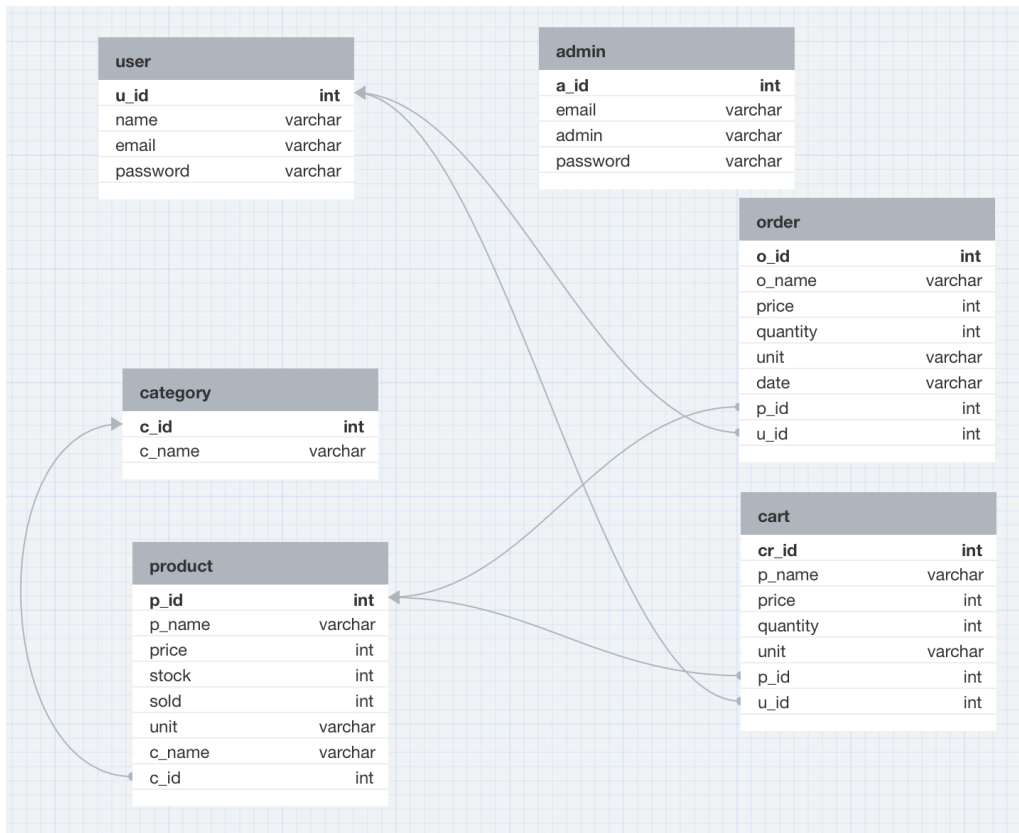 user
u_id int
name varchar
email varchar
password varchar
admin
a_id int
email varchar
admin varchar
password varchar
order
o_id int
o_name varchar
price int
quantity int
unit varchar
date varchar
p_id int
u_id int
category
c_id int
c_name varchar
product
p_id int
p_name varchar
price int
stock int
sold int
unit varchar
c_name varchar
c_id int
cart
cr_id int
p_name varchar
price int
quantity int
unit varchar
p_id int
u_id int